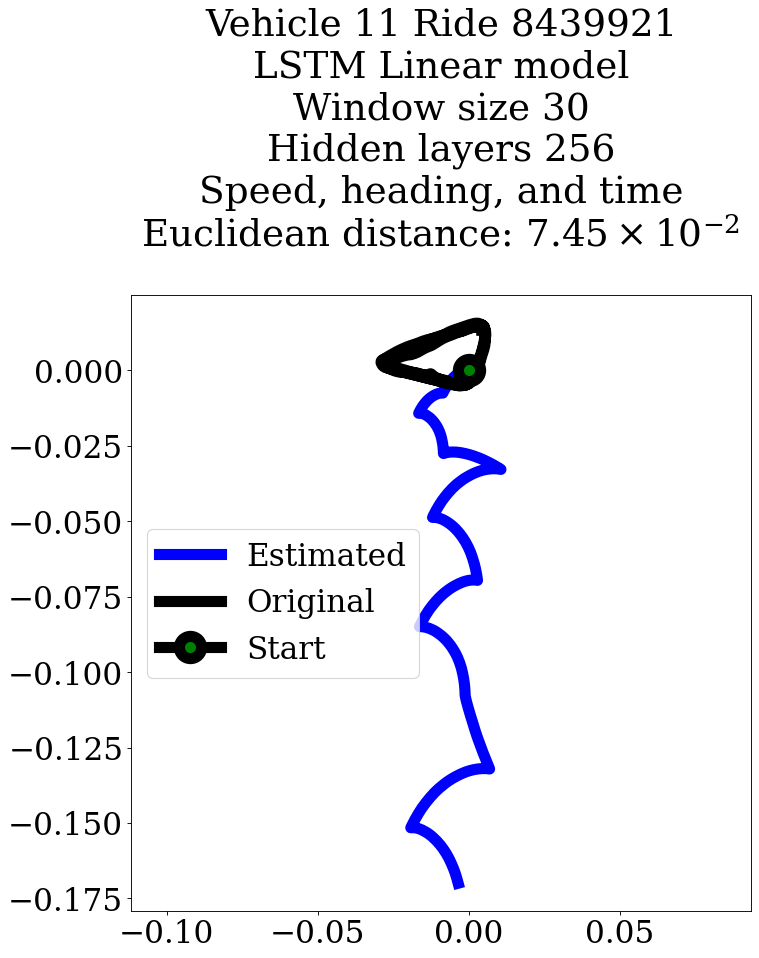 Vehicle 11 Ride 8439921
LSTM Linear model
Window size 30
Hidden layers 256
Speed, heading, and time
Euclidean distance: 7.45 × 10⁻²
0.000
−0.025
−0.050
−0.075
−0.100
−0.125
−0.150
−0.175
Estimated
Original
Start
−0.10 −0.05 0.00 0.05